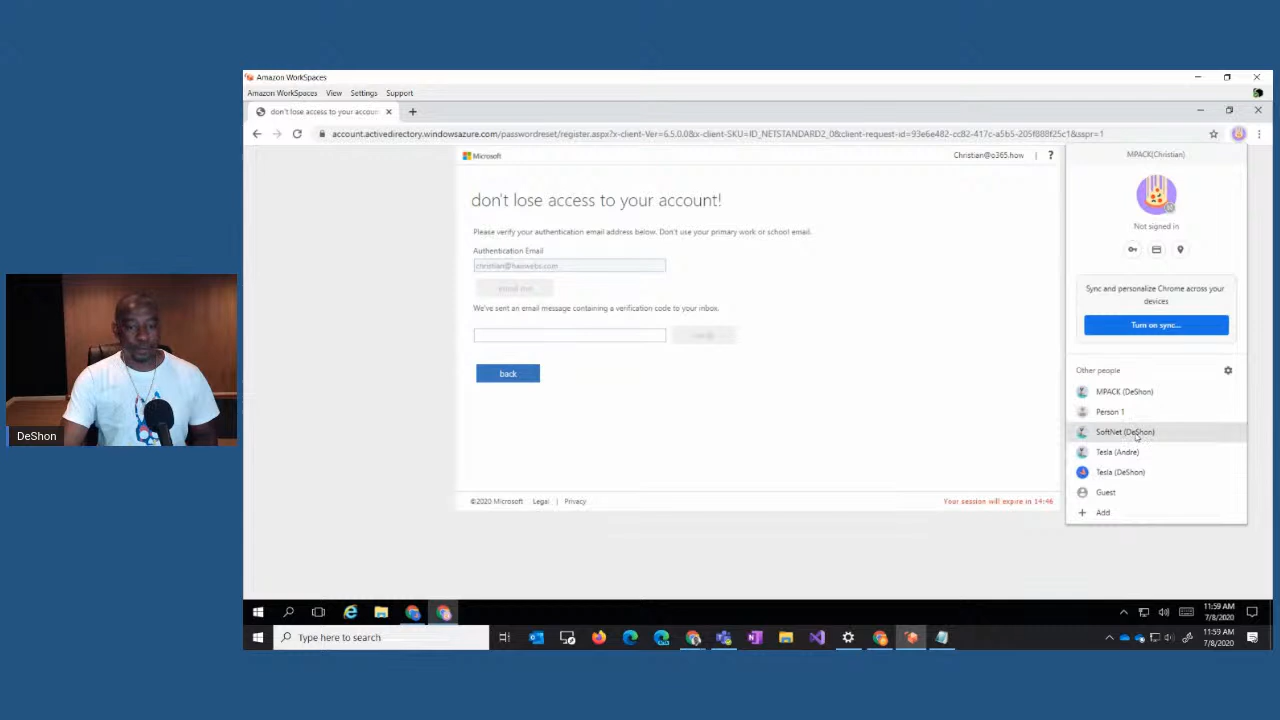 Amazon WorkSpaces
Amazon WorkSpaces View Settings Support
don't lose access to your accoun
account.activedirectory.windowsazure.com/passwordreset/register.aspx?x-client-Ver=6.5.0.0&x-client-SKU=ID_NETSTANDARD2_0&client-request-id=93e6e482-cc82-417c-a5b5-205f888f25c1&sspr=1
Microsoft
Christian@o365.how | ?
don't lose access to your account!
Please verify your authentication email address below. Don't use your primary work or school email.
Authentication Email
email me
We've sent an email message containing a verification code to your inbox.
back
©2020 Microsoft Legal | Privacy
Your session will expire in 14:46
MPACK(Christian)
Not signed in
Sync and personalize Chrome across your
devices
Turn on sync...
Other people
MPACK (DeShon)
Person 1
SoftNet (DeShon)
Tesla (Andre)
Tesla (DeShon)
Guest
+ Add
DeShon
11:59 AM
7/8/2020
Type here to search
11:59 AM
7/8/2020